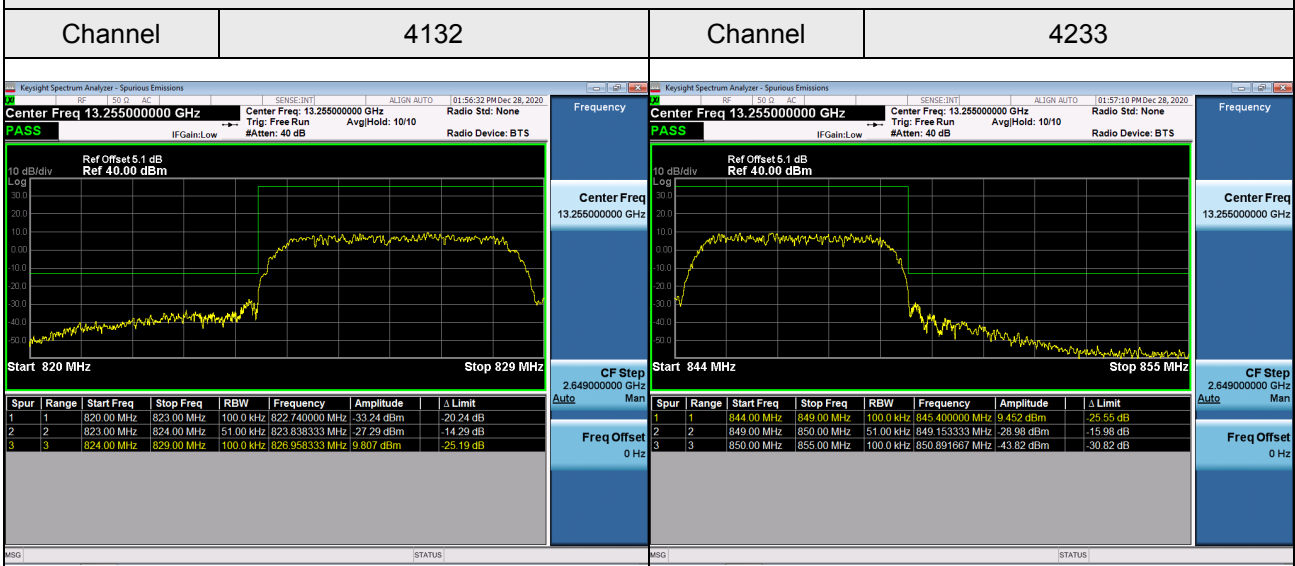 Channel 4132 Channel 4233
Keysight Spectrum Analyzer - Spurious Emissions
RF 50 Ω AC SENSE:INT ALIGN AUTO 01:56:32 PM Dec 28, 2020
Center Freq 13.255000000 GHz
Center Freq: 13.255000000 GHz Radio Std: None
Trig: Free Run Avg|Hold: 10/10
PASS
IFGain:Low #Atten: 40 dB Radio Device: BTS
Ref Offset 5.1 dB
10 dB/div Ref 40.00 dBm
Log
30.0
20.0
10.0
0.00
-10.0
-20.0
-30.0
-40.0
-50.0
Start 820 MHz Stop 829 MHz
Spur Range Start Freq Stop Freq RBW Frequency Amplitude Δ Limit
1 1 820.00 MHz 823.00 MHz 100.0 kHz 822.740000 MHz -33.24 dBm -20.24 dB
2 2 823.00 MHz 824.00 MHz 51.00 kHz 823.838333 MHz -27.29 dBm -14.29 dB
3 3 824.00 MHz 829.00 MHz 100.0 kHz 826.958333 MHz 9.807 dBm -25.19 dB
MSG STATUS
Frequency
Center Freq
13.255000000 GHz
CF Step
2.649000000 GHz
Auto Man
Freq Offset
0 Hz
Keysight Spectrum Analyzer - Spurious Emissions
RF 50 Ω AC SENSE:INT ALIGN AUTO 01:57:10 PM Dec 28, 2020
Center Freq 13.255000000 GHz
Center Freq: 13.255000000 GHz Radio Std: None
Trig: Free Run Avg|Hold: 10/10
PASS
IFGain:Low #Atten: 40 dB Radio Device: BTS
Ref Offset 5.1 dB
10 dB/div Ref 40.00 dBm
Log
30.0
20.0
10.0
0.00
-10.0
-20.0
-30.0
-40.0
-50.0
Start 844 MHz Stop 855 MHz
Spur Range Start Freq Stop Freq RBW Frequency Amplitude Δ Limit
1 1 844.00 MHz 849.00 MHz 100.0 kHz 845.400000 MHz 9.452 dBm -25.55 dB
2 2 849.00 MHz 850.00 MHz 51.00 kHz 849.153333 MHz -28.98 dBm -15.98 dB
3 3 850.00 MHz 855.00 MHz 100.0 kHz 850.891667 MHz -43.82 dBm -30.82 dB
MSG STATUS
Frequency
Center Freq
13.255000000 GHz
CF Step
2.649000000 GHz
Auto Man
Freq Offset
0 Hz